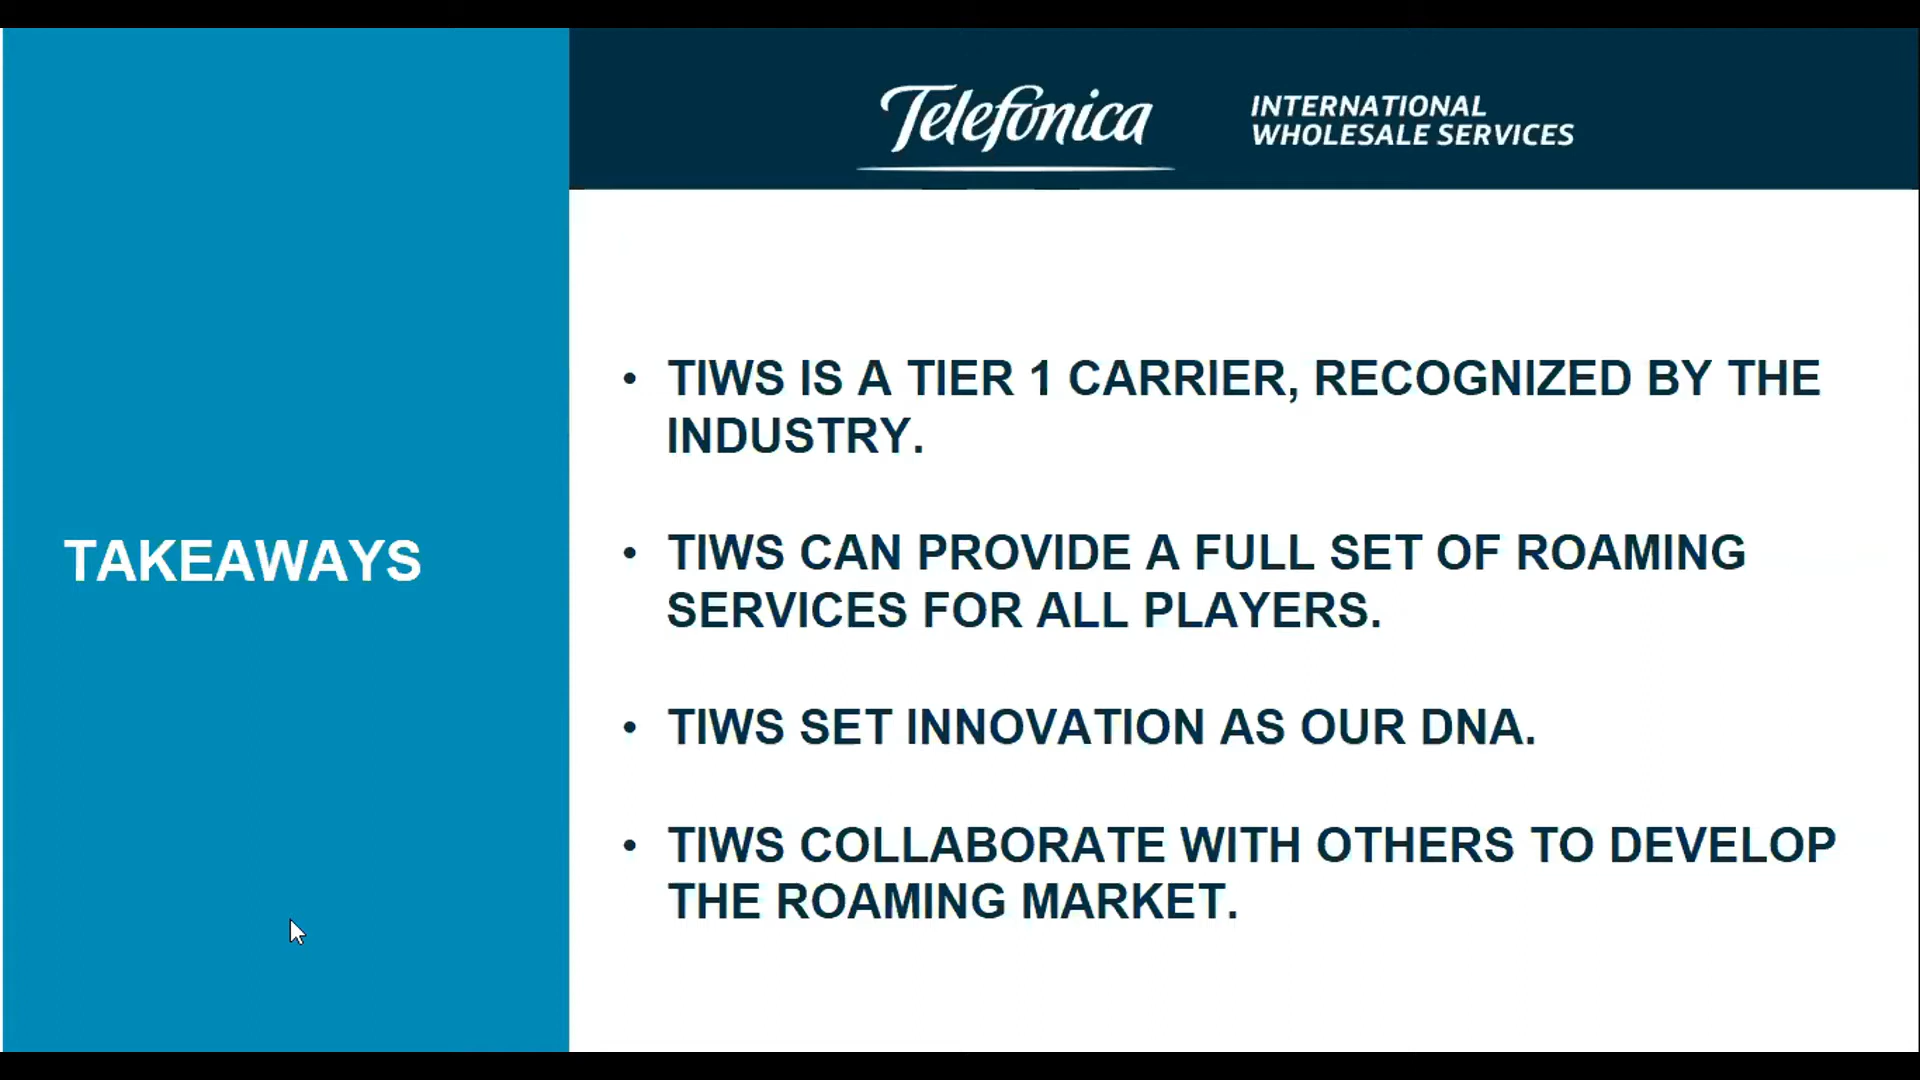 Telefónica
INTERNATIONAL
WHOLESALE SERVICES
TAKEAWAYS
• TIWS IS A TIER 1 CARRIER, RECOGNIZED BY THE
INDUSTRY.
• TIWS CAN PROVIDE A FULL SET OF ROAMING
SERVICES FOR ALL PLAYERS.
• TIWS SET INNOVATION AS OUR DNA.
• TIWS COLLABORATE WITH OTHERS TO DEVELOP
THE ROAMING MARKET.